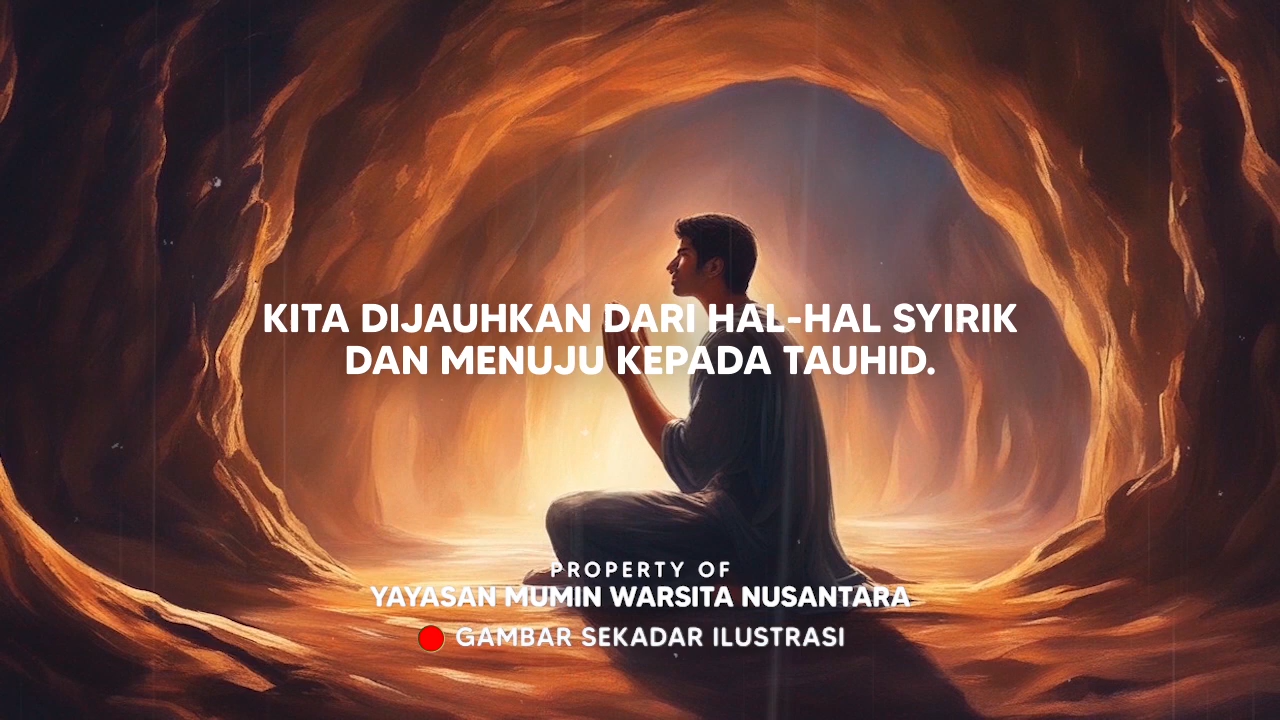 KITA DIJAUHKAN DARI HAL-HAL SYIRIK
DAN MENUJU KEPADA TAUHID.
PROPERTY OF
YAYASAN MUMIN WARSITA NUSANTARA
GAMBAR SEKADAR ILUSTRASI